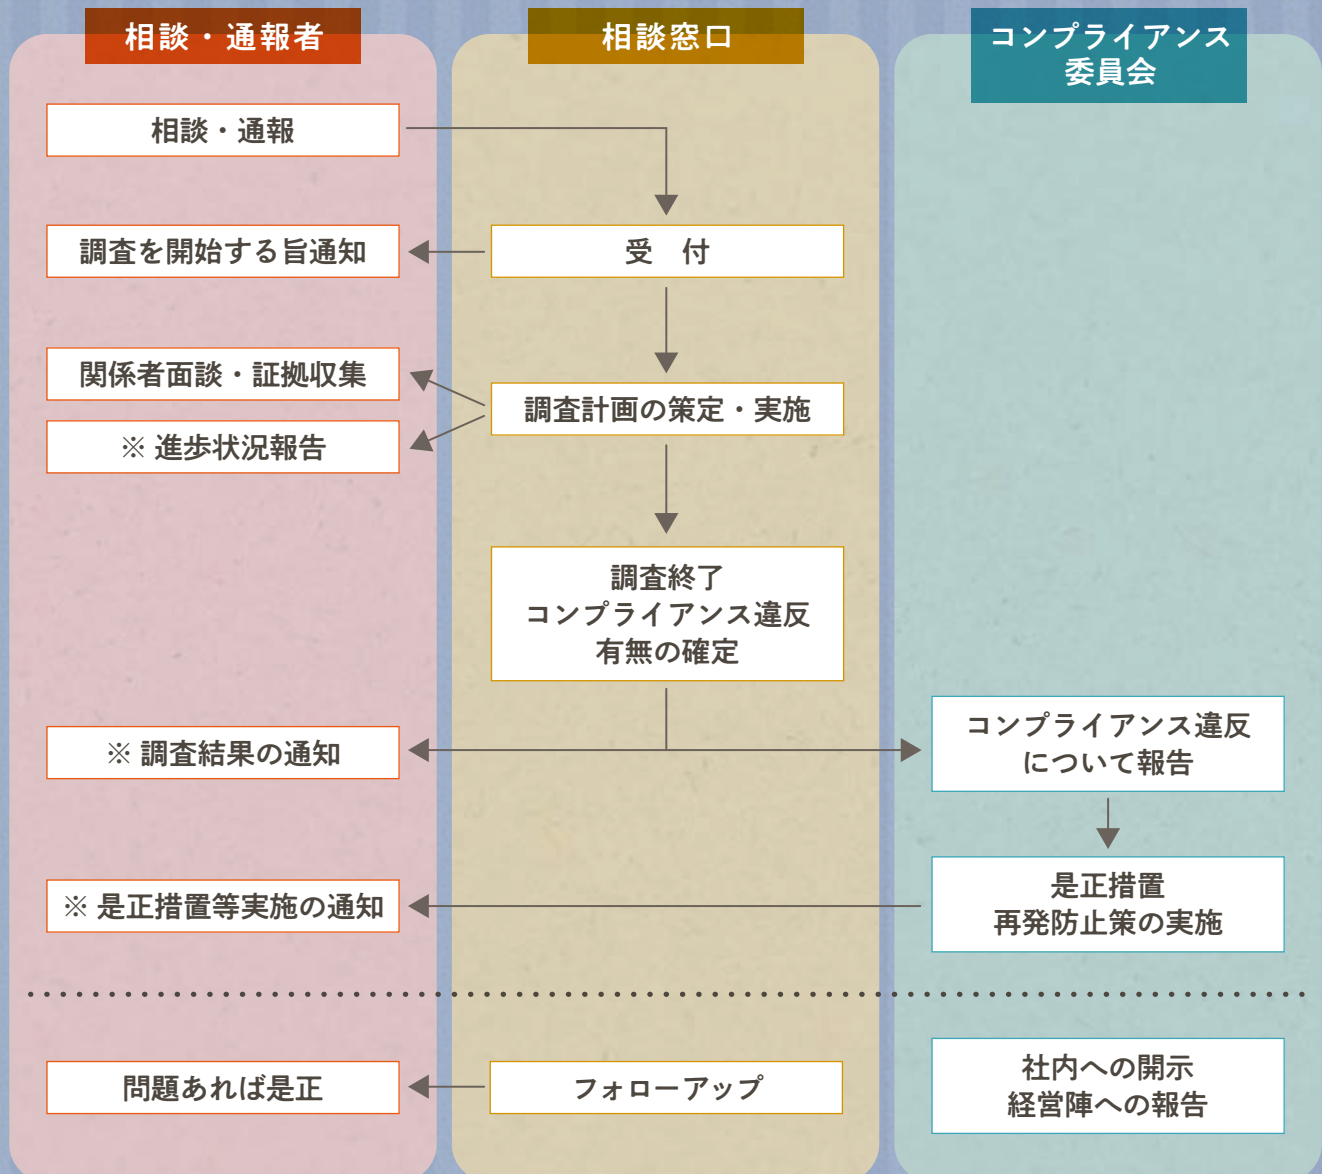 相談・通報者
相談窓口
コンプライアンス
委員会
相談・通報
調査を開始する旨通知
受　付
関係者面談・証拠収集
調査計画の策定・実施
※ 進歩状況報告
調査終了
コンプライアンス違反
有無の確定
※ 調査結果の通知
コンプライアンス違反
について報告
※ 是正措置等実施の通知
是正措置
再発防止策の実施
問題あれば是正
フォローアップ
社内への開示
経営陣への報告